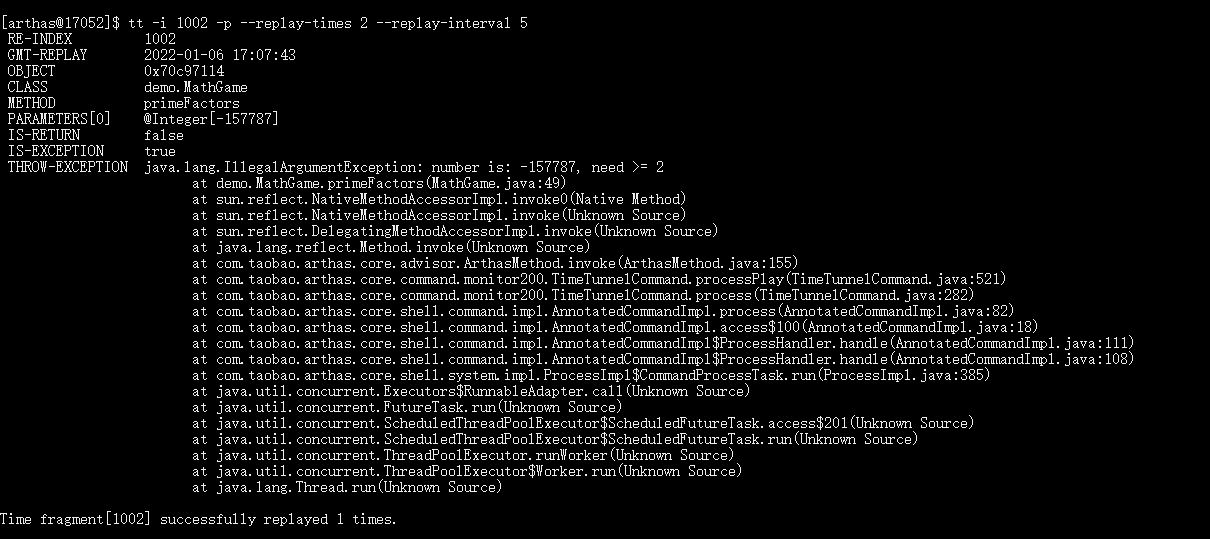 [arthas@17052]$ tt -i 1002 -p --replay-times 2 --replay-interval 5
RE-INDEX 1002
GMT-REPLAY 2022-01-06 17:07:43
OBJECT 0x70c97114
CLASS demo.MathGame
METHOD primeFactors
PARAMETERS[0] @Integer[-157787]
IS-RETURN false
IS-EXCEPTION true
THROW-EXCEPTION java.lang.IllegalArgumentException: number is: -157787, need >= 2
at demo.MathGame.primeFactors(MathGame.java:49)
at sun.reflect.NativeMethodAccessorImpl.invoke0(Native Method)
at sun.reflect.NativeMethodAccessorImpl.invoke(Unknown Source)
at sun.reflect.DelegatingMethodAccessorImpl.invoke(Unknown Source)
at java.lang.reflect.Method.invoke(Unknown Source)
at com.taobao.arthas.core.advisor.ArthasMethod.invoke(ArthasMethod.java:155)
at com.taobao.arthas.core.command.monitor200.TimeTunnelCommand.processPlay(TimeTunnelCommand.java:521)
at com.taobao.arthas.core.command.monitor200.TimeTunnelCommand.process(TimeTunnelCommand.java:282)
at com.taobao.arthas.core.shell.command.impl.AnnotatedCommandImpl.process(AnnotatedCommandImpl.java:82)
at com.taobao.arthas.core.shell.command.impl.AnnotatedCommandImpl.access$100(AnnotatedCommandImpl.java:18)
at com.taobao.arthas.core.shell.command.impl.AnnotatedCommandImpl$ProcessHandler.handle(AnnotatedCommandImpl.java:111)
at com.taobao.arthas.core.shell.command.impl.AnnotatedCommandImpl$ProcessHandler.handle(AnnotatedCommandImpl.java:108)
at com.taobao.arthas.core.shell.system.impl.ProcessImpl$CommandProcessTask.run(ProcessImpl.java:385)
at java.util.concurrent.Executors$RunnableAdapter.call(Unknown Source)
at java.util.concurrent.FutureTask.run(Unknown Source)
at java.util.concurrent.ScheduledThreadPoolExecutor$ScheduledFutureTask.access$201(Unknown Source)
at java.util.concurrent.ScheduledThreadPoolExecutor$ScheduledFutureTask.run(Unknown Source)
at java.util.concurrent.ThreadPoolExecutor.runWorker(Unknown Source)
at java.util.concurrent.ThreadPoolExecutor$Worker.run(Unknown Source)
at java.lang.Thread.run(Unknown Source)
Time fragment[1002] successfully replayed 1 times.